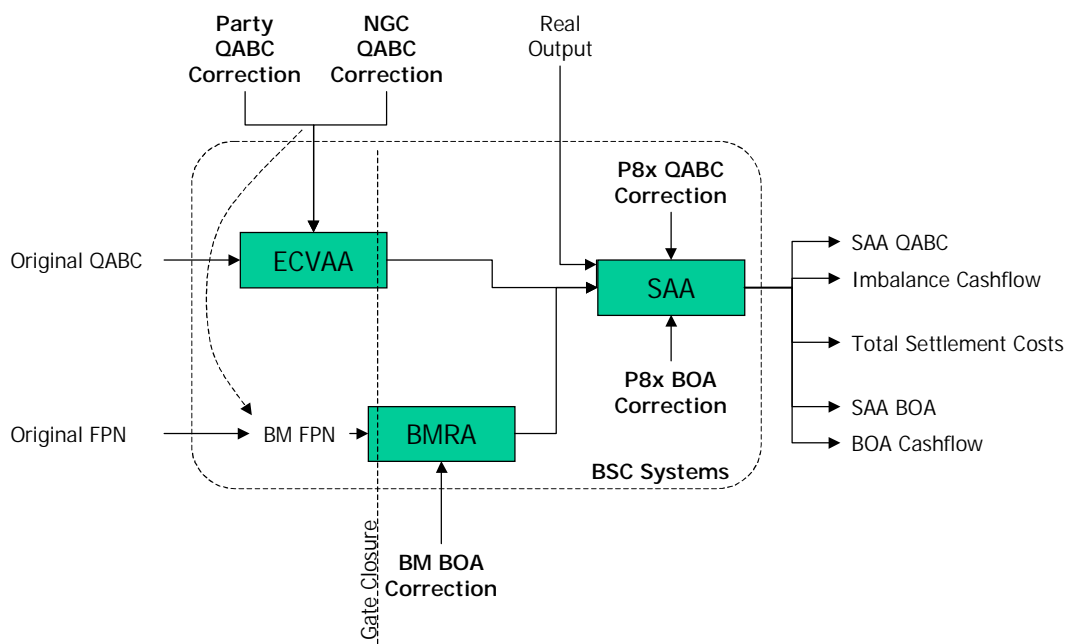 Party
QABC
Correction
NGC
QABC
Correction
Real
Output
P8x QABC
Correction
Original QABC
ECVAA
SAA
SAA QABC
Imbalance Cashflow
Total Settlement Costs
P8x BOA
Correction
SAA BOA
BOA Cashflow
Original FPN
BM FPN
BMRA
BSC Systems
BM BOA
Correction
Gate Closure